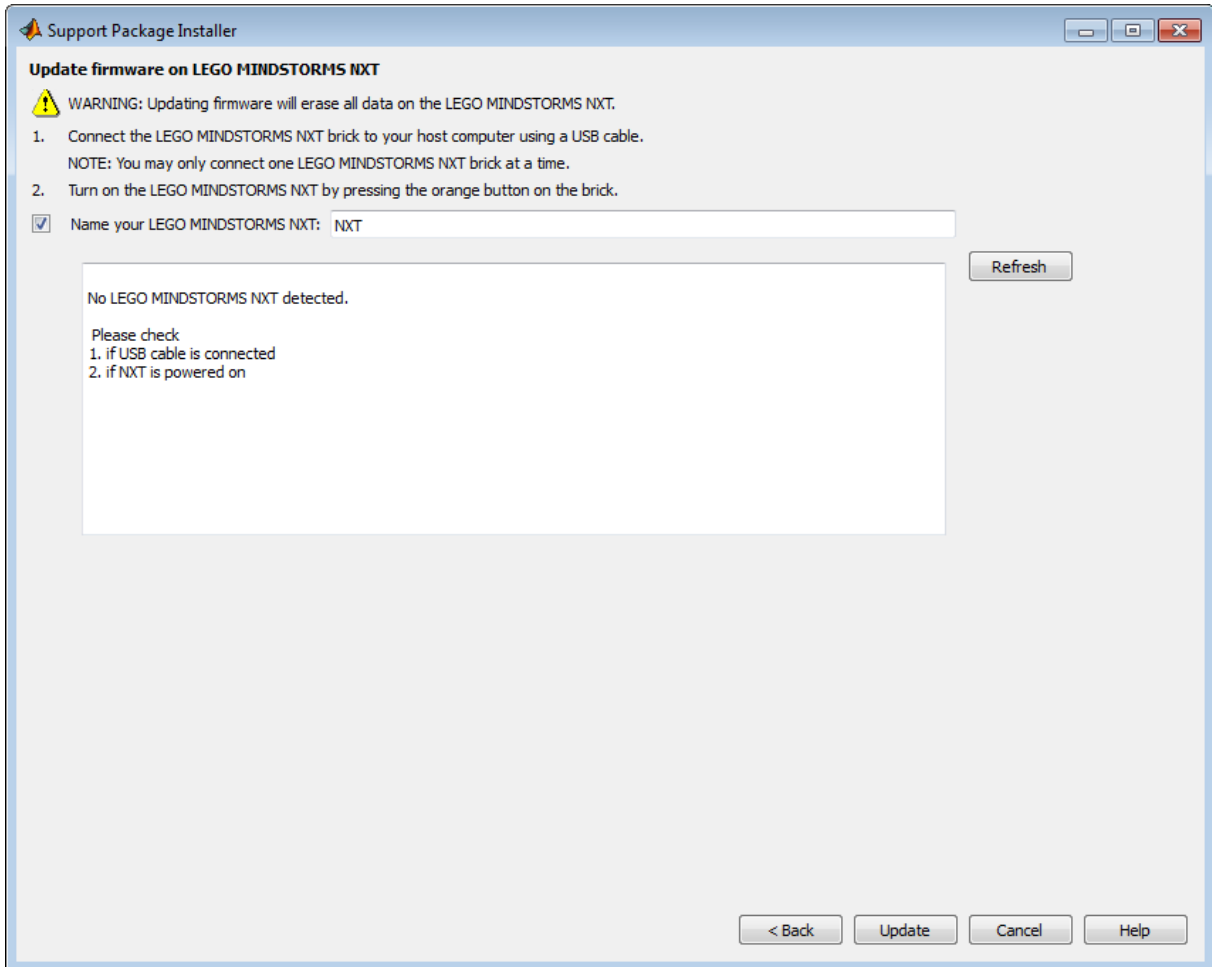 Support Package Installer
Update firmware on LEGO MINDSTORMS NXT
WARNING: Updating firmware will erase all data on the LEGO MINDSTORMS NXT.
1. Connect the LEGO MINDSTORMS NXT brick to your host computer using a USB cable.
NOTE: You may only connect one LEGO MINDSTORMS NXT brick at a time.
2. Turn on the LEGO MINDSTORMS NXT by pressing the orange button on the brick.
Name your LEGO MINDSTORMS NXT: NXT
Refresh
No LEGO MINDSTORMS NXT detected.
Please check
1. if USB cable is connected
2. if NXT is powered on
< Back Update Cancel Help